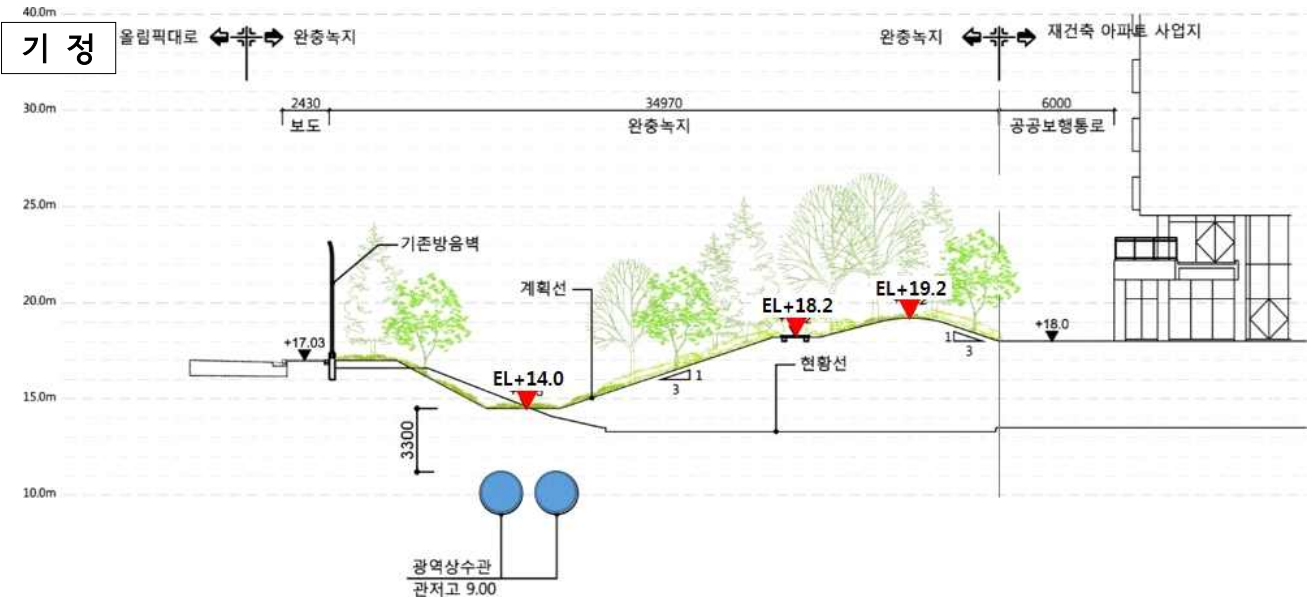 40.0m
기 정
올림픽대로
완충녹지
완충녹지
재건축 아파트 사업지
30.0m
2430
34970
6000
보도
완충녹지
공공보행통로
25.0m
기존방음벽
계획선
EL+18.2
EL+19.2
20.0m
+17.03
+18.0
1
3
현황선
EL+14.0
1
3
15.0m
3300
10.0m
광역상수관
관저고 9.00